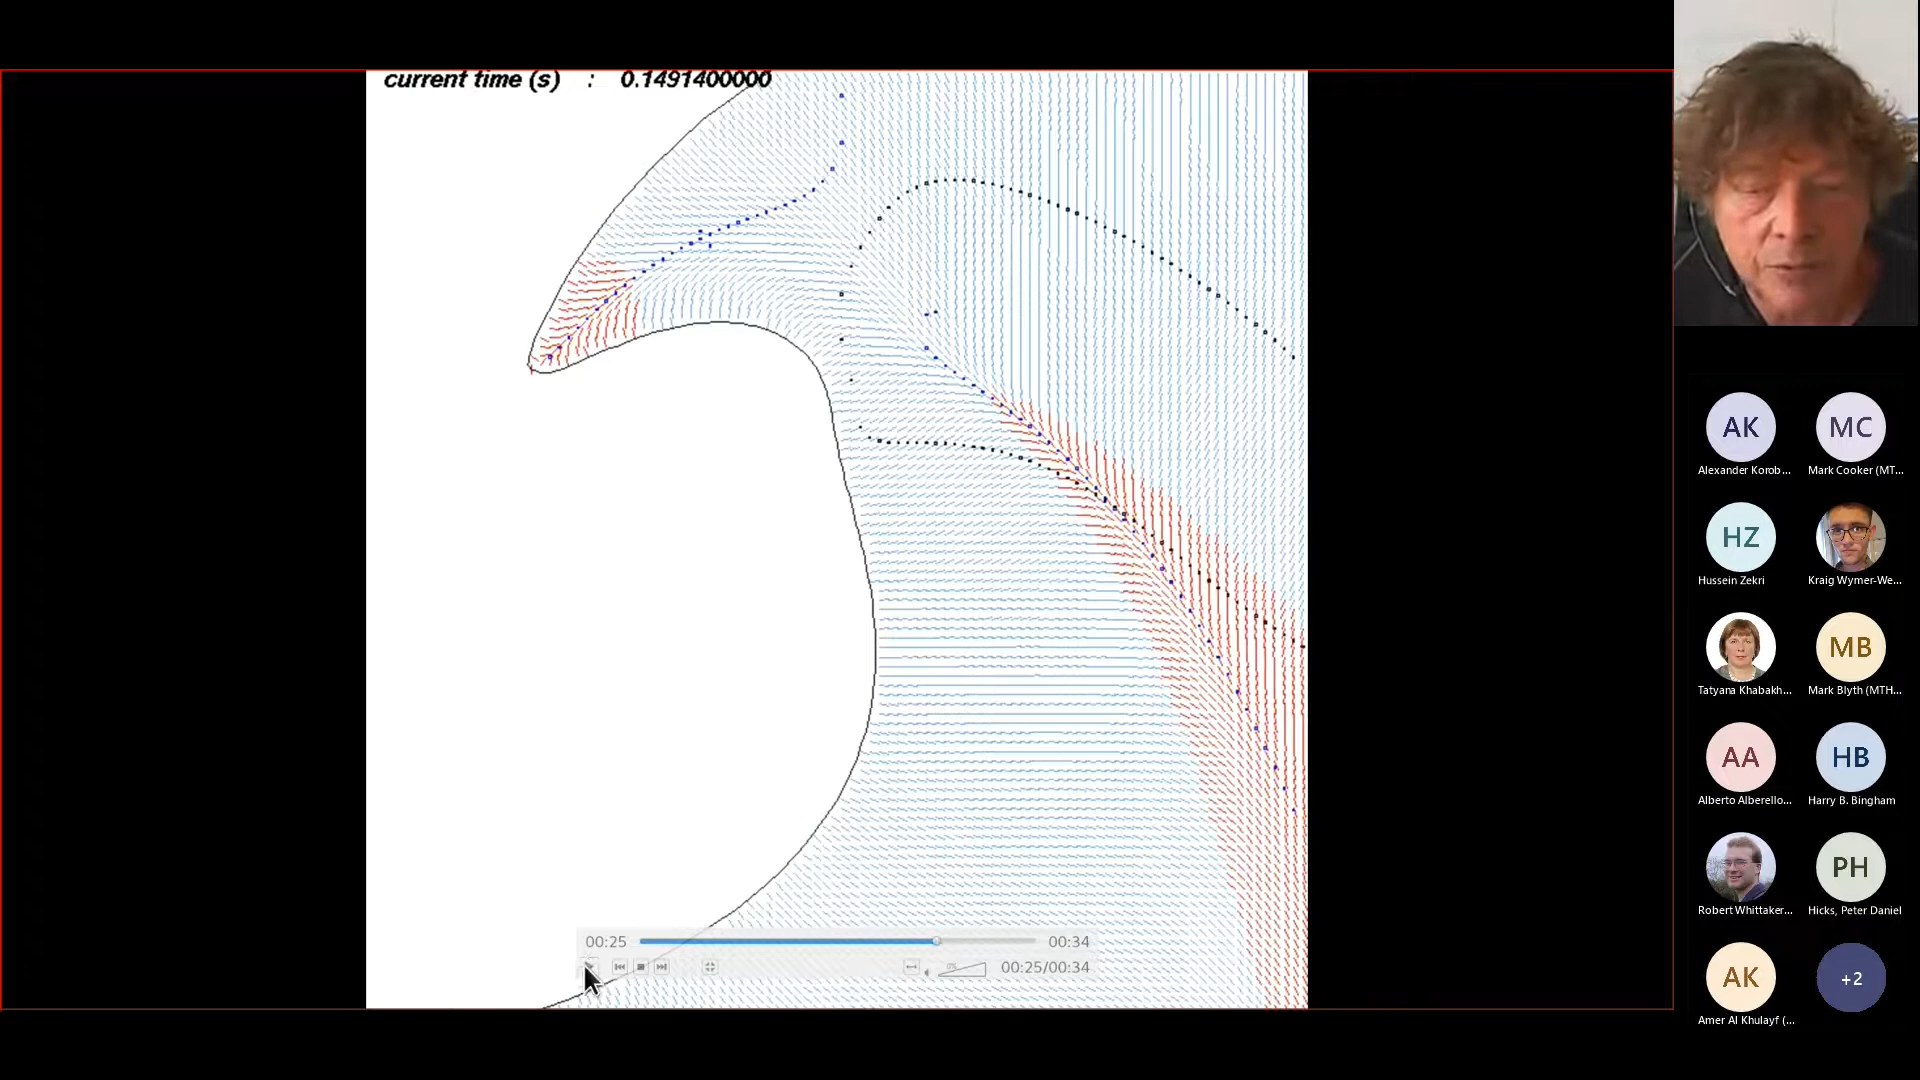 current time (s) : 0.1491400000
AK MC
Alexander Korob... Mark Cooker (MT...
HZ
Hussein Zekri Kraig Wymer-We...
MB
Tatyana Khabakh... Mark Blyth (MTH...
AA HB
Alberto Alberello... Harry B. Bingham
PH
Robert Whittaker... Hicks, Peter Daniel
00:25 00:34
00:25/00:34
AK +2
Amer Al Khulayf (...